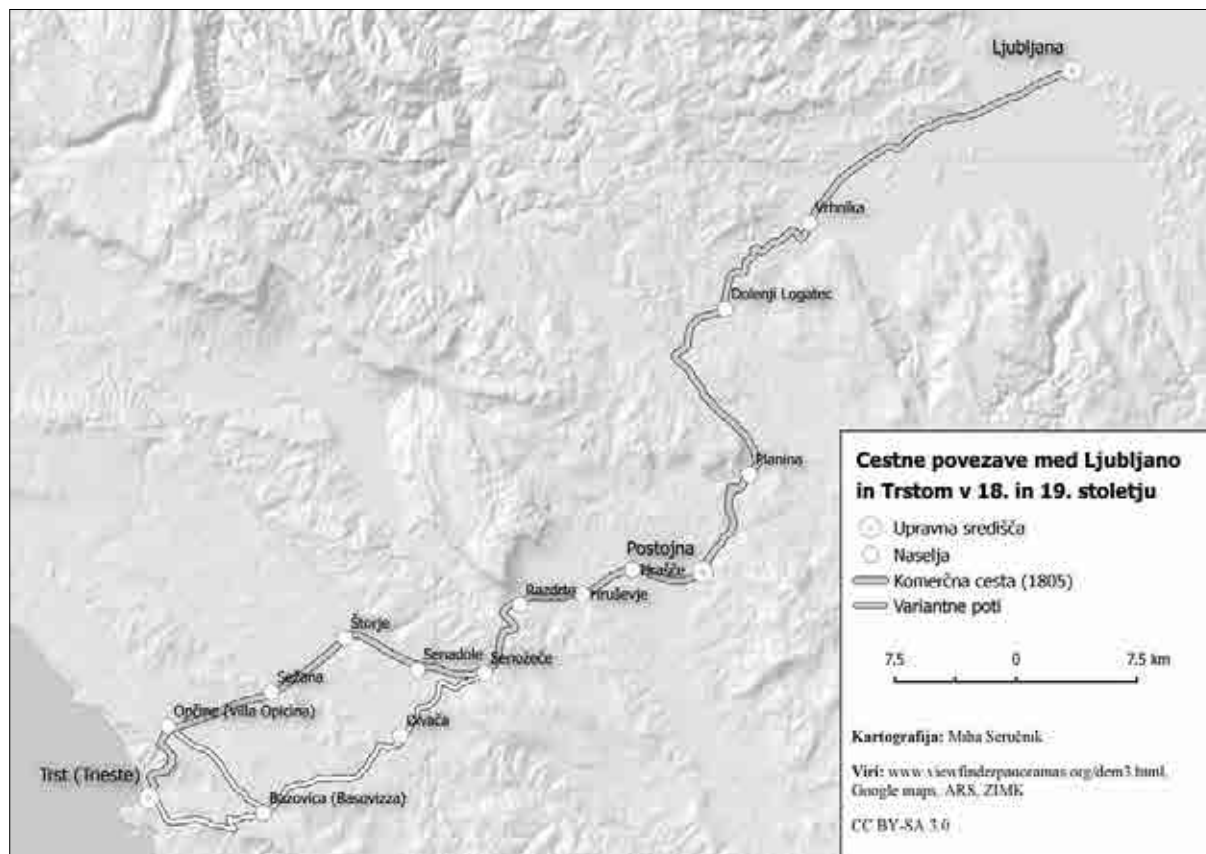 Ljubljana
Vrhnika
Dolenji Logatec
Planina
Postojna
Hrašče
Hruševje
Razdrto
Senožeče
Senadole
Štorje
Sežana
Divača
Opčine (Villa Opicina)
Trst (Trieste)
Bazovica (Basovizza)
Cestne povezave med Ljubljano
in Trstom v 18. in 19. stoletju
Upravna središča
Naselja
Komerčna cesta (1805)
Variantne poti
7.5 0 7.5 km
Kartografija: Miha Seručnik
Viri: www.viewfinderpanoramas.org/dem3.html,
Google maps, ARS, ZIMK
CC BY-SA 3.0